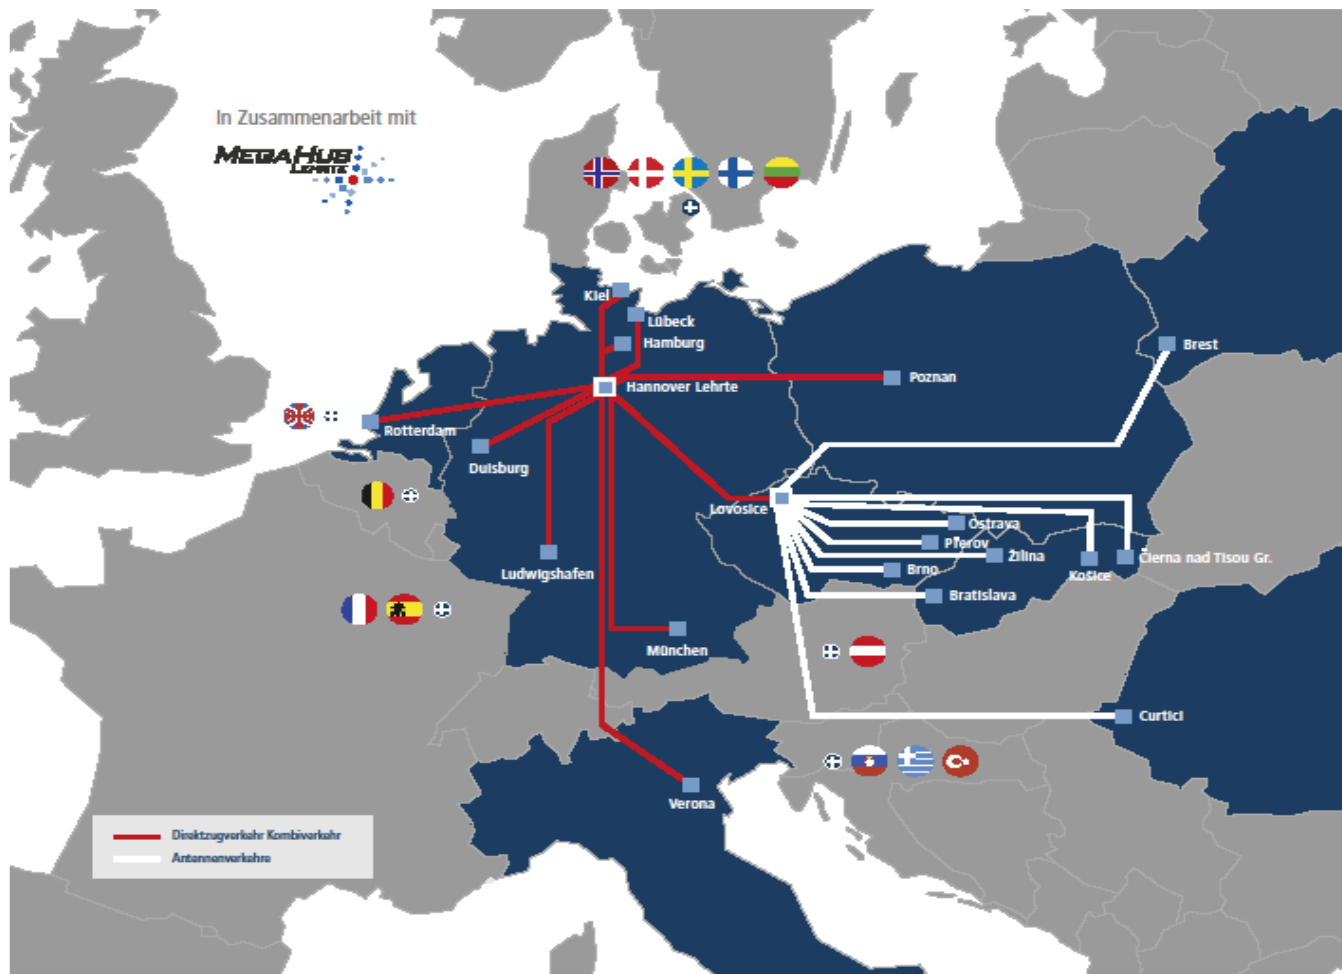 In Zusammenarbeit mit
MEGAHUB
LEHRTE
Kiel
Lübeck
Hamburg
Brest
Poznan
Hannover Lehrte
Rotterdam
Duisburg
Lovosice
Ostrava
Přerov
Žilina
Čierna nad Tisou Gr.
Ludwigshafen
Brno
Košice
Bratislava
München
Curtici
Verona
Direktzugverkehr Kombiverkehr
Antennenverkehre